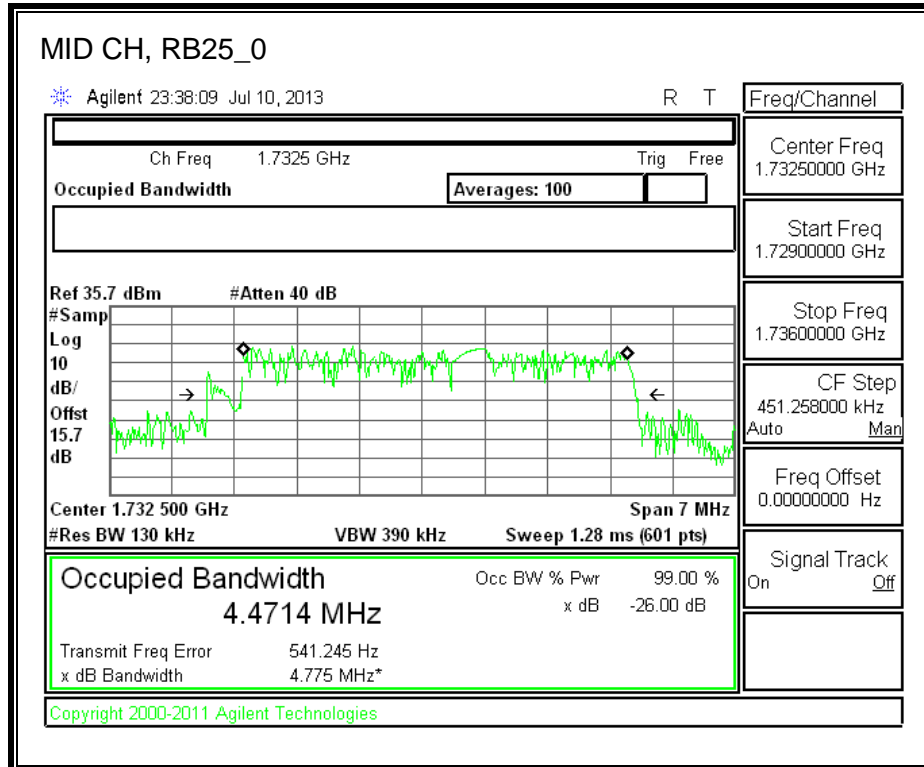 MID CH, RB25_0
Agilent 23:38:09 Jul 10, 2013 R T
Ch Freq 1.7325 GHz Trig Free
Occupied Bandwidth Averages: 100
Ref 35.7 dBm #Atten 40 dB
#Samp
Log
10
dB/
Offst
15.7
dB
Center 1.732 500 GHz Span 7 MHz
#Res BW 130 kHz VBW 390 kHz Sweep 1.28 ms (601 pts)
Occupied Bandwidth Occ BW % Pwr 99.00 %
4.4714 MHz x dB -26.00 dB
Transmit Freq Error 541.245 Hz
x dB Bandwidth 4.775 MHz*
Copyright 2000-2011 Agilent Technologies
Freq/Channel
Center Freq
1.73250000 GHz
Start Freq
1.72900000 GHz
Stop Freq
1.73600000 GHz
CF Step
451.258000 kHz
Auto Man
Freq Offset
0.00000000 Hz
Signal Track
On Off